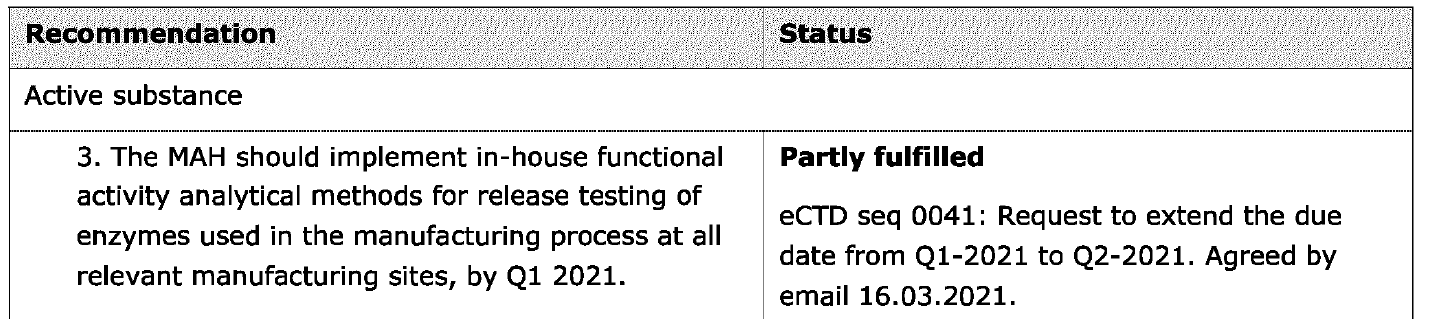 Recommendation
Status
Active substance
3. The MAH should implement in-house functional
activity analytical methods for release testing of
enzymes used in the manufacturing process at all
relevant manufacturing sites, by Q1 2021.
Partly fulfilled
eCTD seq 0041: Request to extend the due
date from Q1-2021 to Q2-2021. Agreed by
email 16.03.2021.